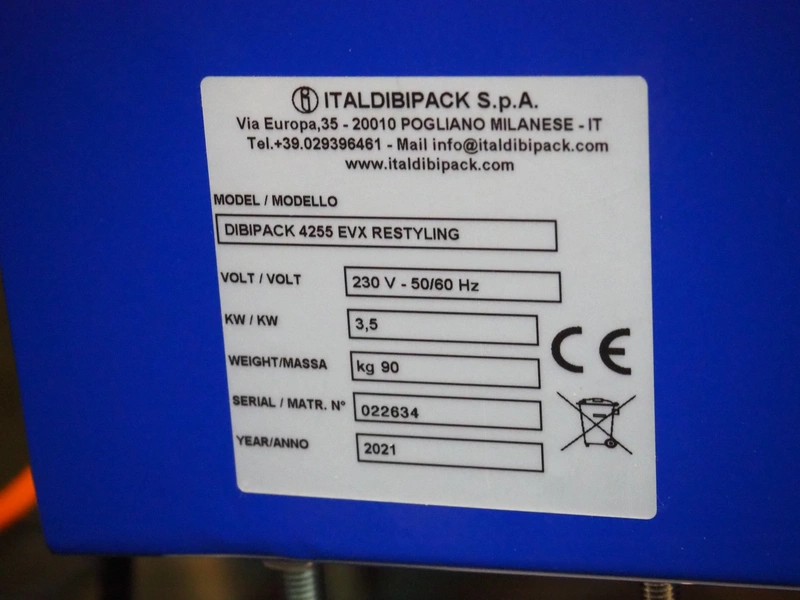 ITALDIBIPACK S.p.A.
Via Europa,35 - 20010 POGLIANO MILANESE - IT
Tel.+39.029396461 - Mail info@italdibipack.com
www.italdibipack.com
MODEL / MODELLO
DIBIPACK 4255 EVX RESTYLING
VOLT / VOLT 230 V - 50/60 Hz
KW / KW 3,5
WEIGHT/MASSA kg 90
SERIAL / MATR. N° 022634
YEAR/ANNO 2021
CE